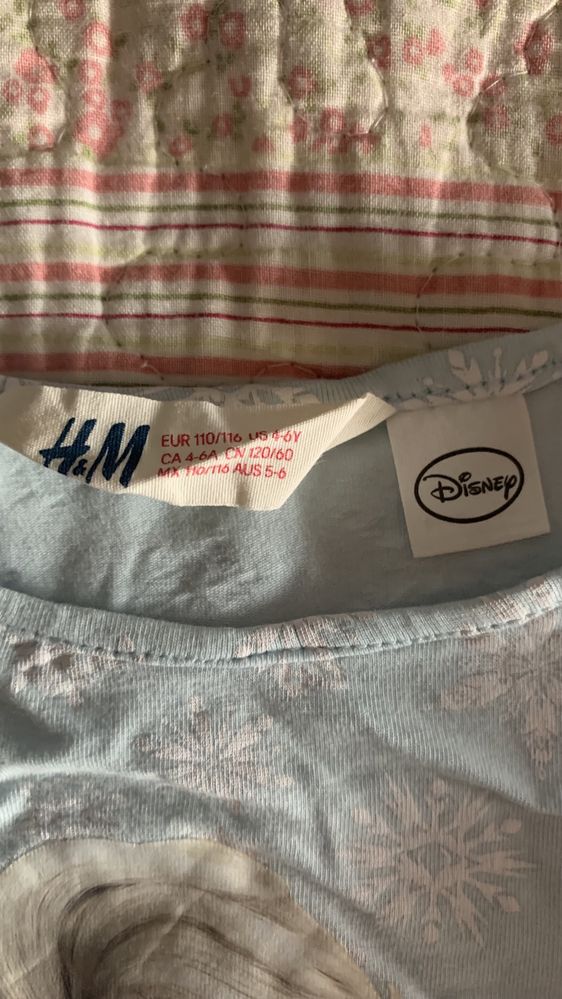 H&M
EUR 110/116 US 4-6Y
CA 4-6A CN 120/60
MX 110/116 AUS 5-6
Disney